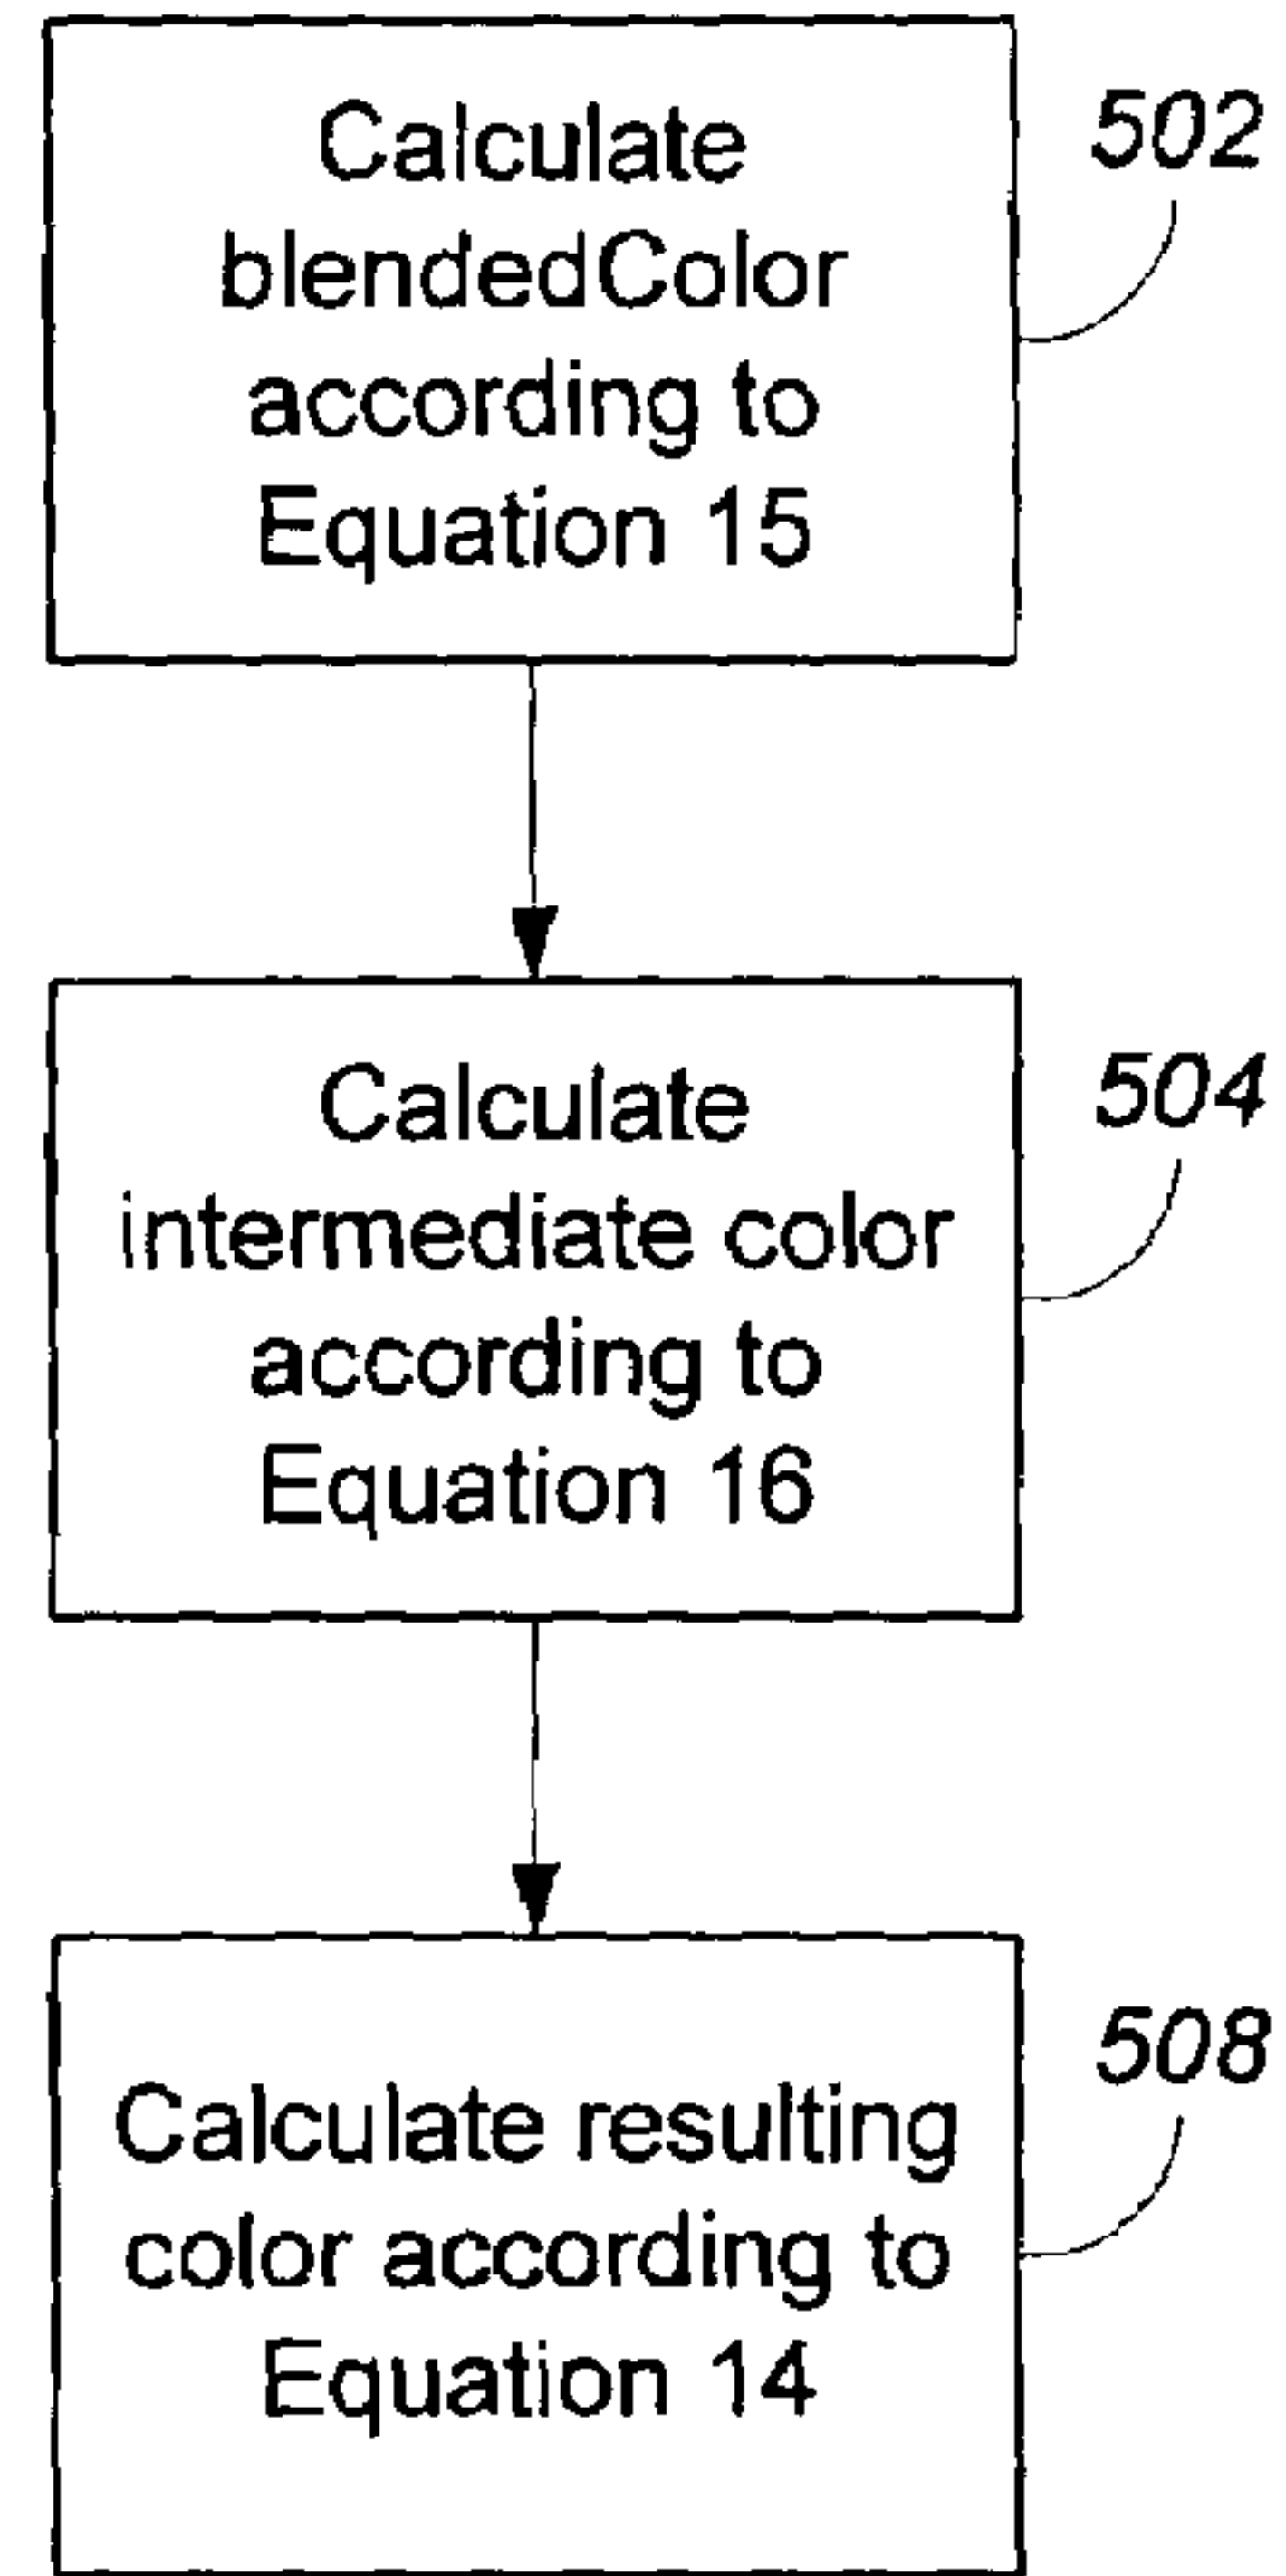 Calculate
blendedColor
according to
Equation 15
502
Calculate
intermediate color
according to
Equation 16
504
Calculate resulting
color according to
Equation 14
508